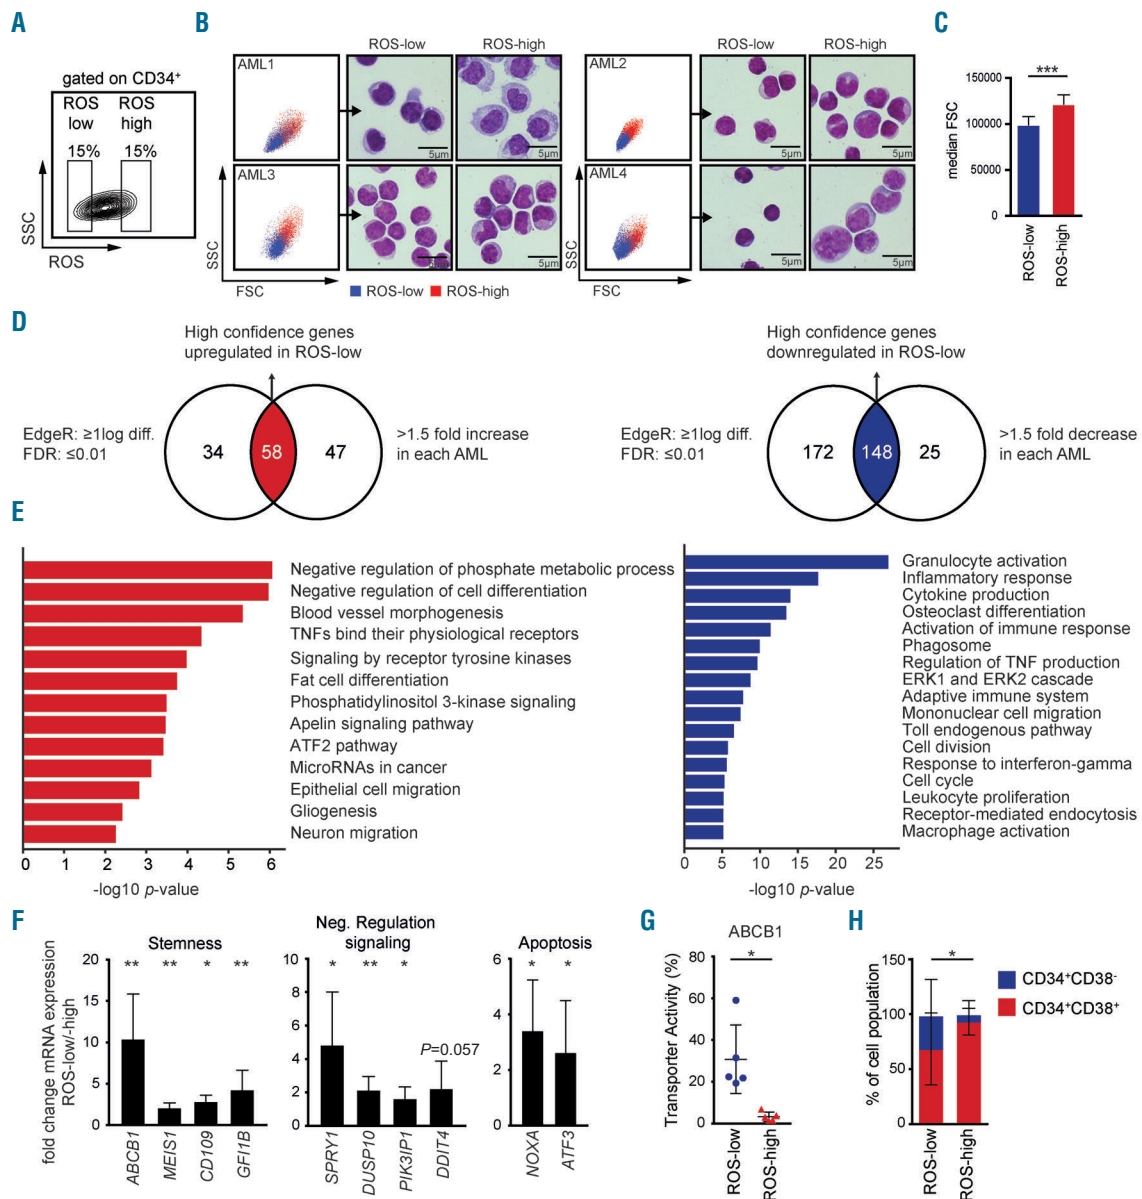 A
gated on CD34+
ROS low
ROS high
15%
15%
SSC
ROS
B
ROS-low
ROS-high
ROS-low
ROS-high
AML1
5μm
5μm
AML2
5μm
5μm
AML3
5μm
5μm
AML4
5μm
5μm
SSC
FSC
SSC
FSC
ROS-low
ROS-high
C
***
median FSC
150000
100000
50000
0
ROS-low
ROS-high
D
High confidence genes
upregulated in ROS-low
EdgeR: ≥1log diff.
FDR: ≤0.01
34
58
47
>1.5 fold increase
in each AML
High confidence genes
downregulated in ROS-low
EdgeR: ≥1log diff.
FDR: ≤0.01
172
148
25
>1.5 fold decrease
in each AML
E
Negative regulation of phosphate metabolic process
Negative regulation of cell differentiation
Blood vessel morphogenesis
TNFs bind their physiological receptors
Signaling by receptor tyrosine kinases
Fat cell differentiation
Phosphatidylinositol 3-kinase signaling
Apelin signaling pathway
ATF2 pathway
MicroRNAs in cancer
Epithelial cell migration
Gliogenesis
Neuron migration
0 1 2 3 4 5 6
-log10 p-value
Granulocyte activation
Inflammatory response
Cytokine production
Osteoclast differentiation
Activation of immune response
Phagosome
Regulation of TNF production
ERK1 and ERK2 cascade
Adaptive immune system
Mononuclear cell migration
Toll endogenous pathway
Cell division
Response to interferon-gamma
Cell cycle
Leukocyte proliferation
Receptor-mediated endocytosis
Macrophage activation
0 5 10 15 20 25
-log10 p-value
F
fold change mRNA expression
ROS-low/-high
Stemness
20
15
10
5
0
** ** * **
ABCB1
MEIS1
CD109
GFI1B
Neg. Regulation
signaling
10
8
6
4
2
0
* ** *
P=0.057
SPRY1
DUSP10
PIK3IP1
DDIT4
Apoptosis
6
4
2
0
* *
NOXA
ATF3
G
ABCB1
Transporter Activity (%)
80
60
40
20
0
*
ROS-low
ROS-high
H
% of cell population
150
100
50
0
*
ROS-low
ROS-high
CD34+CD38-
CD34+CD38+